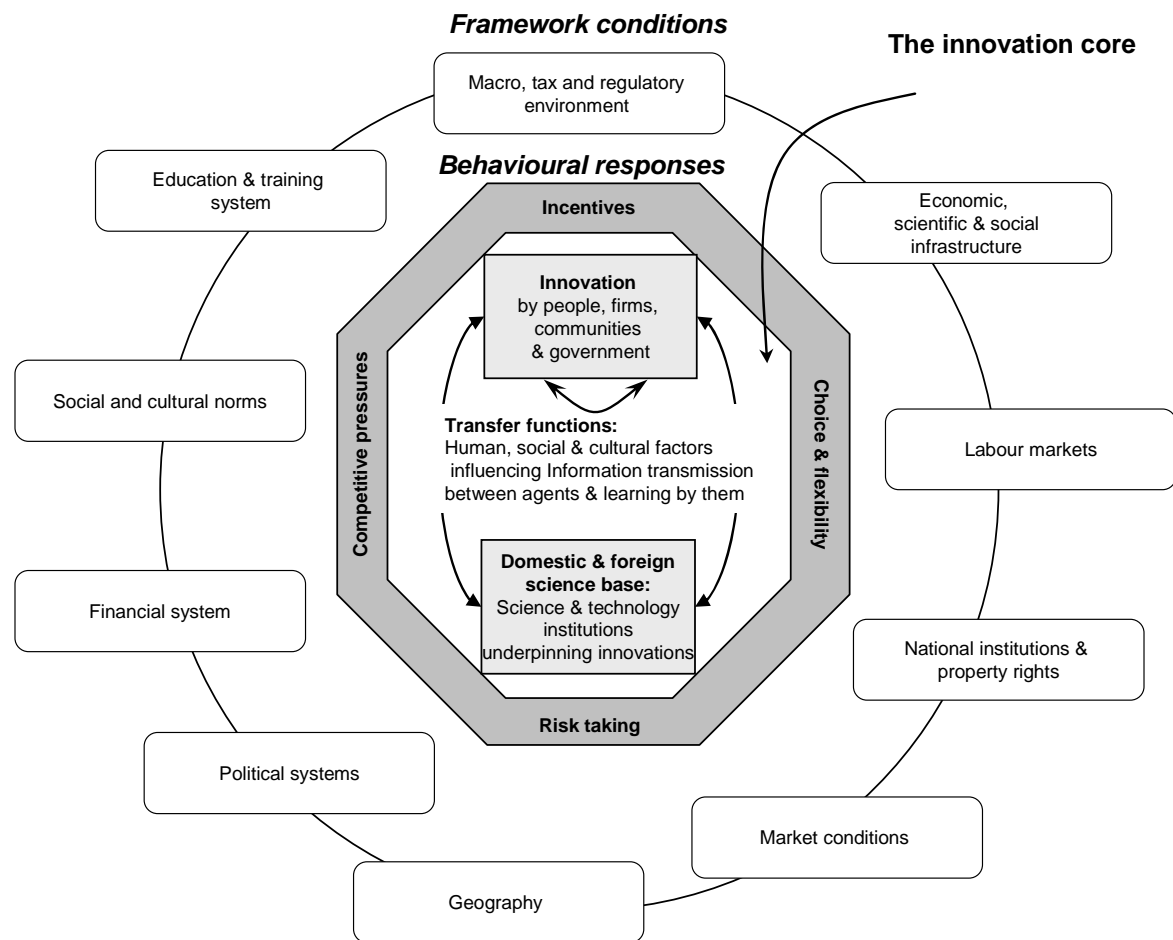 Framework conditions
The innovation core
Macro, tax and regulatory
environment
Behavioural responses
Education & training
system
Economic,
scientific & social
infrastructure
Incentives
Innovation
by people, firms,
communities
& government
Social and cultural norms
Competitive pressures
Choice & flexibility
Labour markets
Transfer functions:
Human, social & cultural factors
influencing Information transmission
between agents & learning by them
Domestic & foreign
science base:
Science & technology
institutions
underpinning innovations
Financial system
National institutions &
property rights
Risk taking
Political systems
Market conditions
Geography